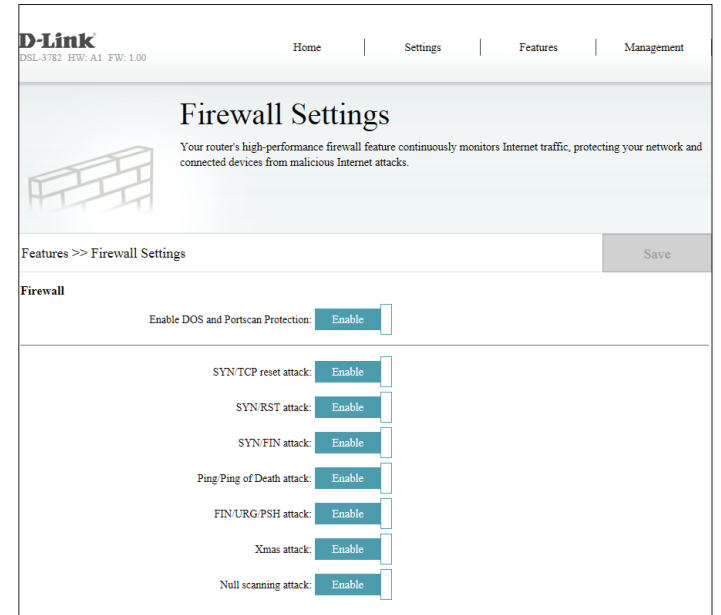 D-Link
DSL-3782 HW: A1 FW: 1.00
Home
Settings
Features
Management
Firewall Settings
Your router's high-performance firewall feature continuously monitors Internet traffic, protecting your network and
connected devices from malicious Internet attacks.
Features >> Firewall Settings
Save
Firewall
Enable DOS and Portscan Protection: Enable
SYN/TCP reset attack: Enable
SYN/RST attack: Enable
SYN/FIN attack: Enable
Ping/Ping of Death attack: Enable
FIN/URG/PSH attack: Enable
Xmas attack: Enable
Null scanning attack: Enable